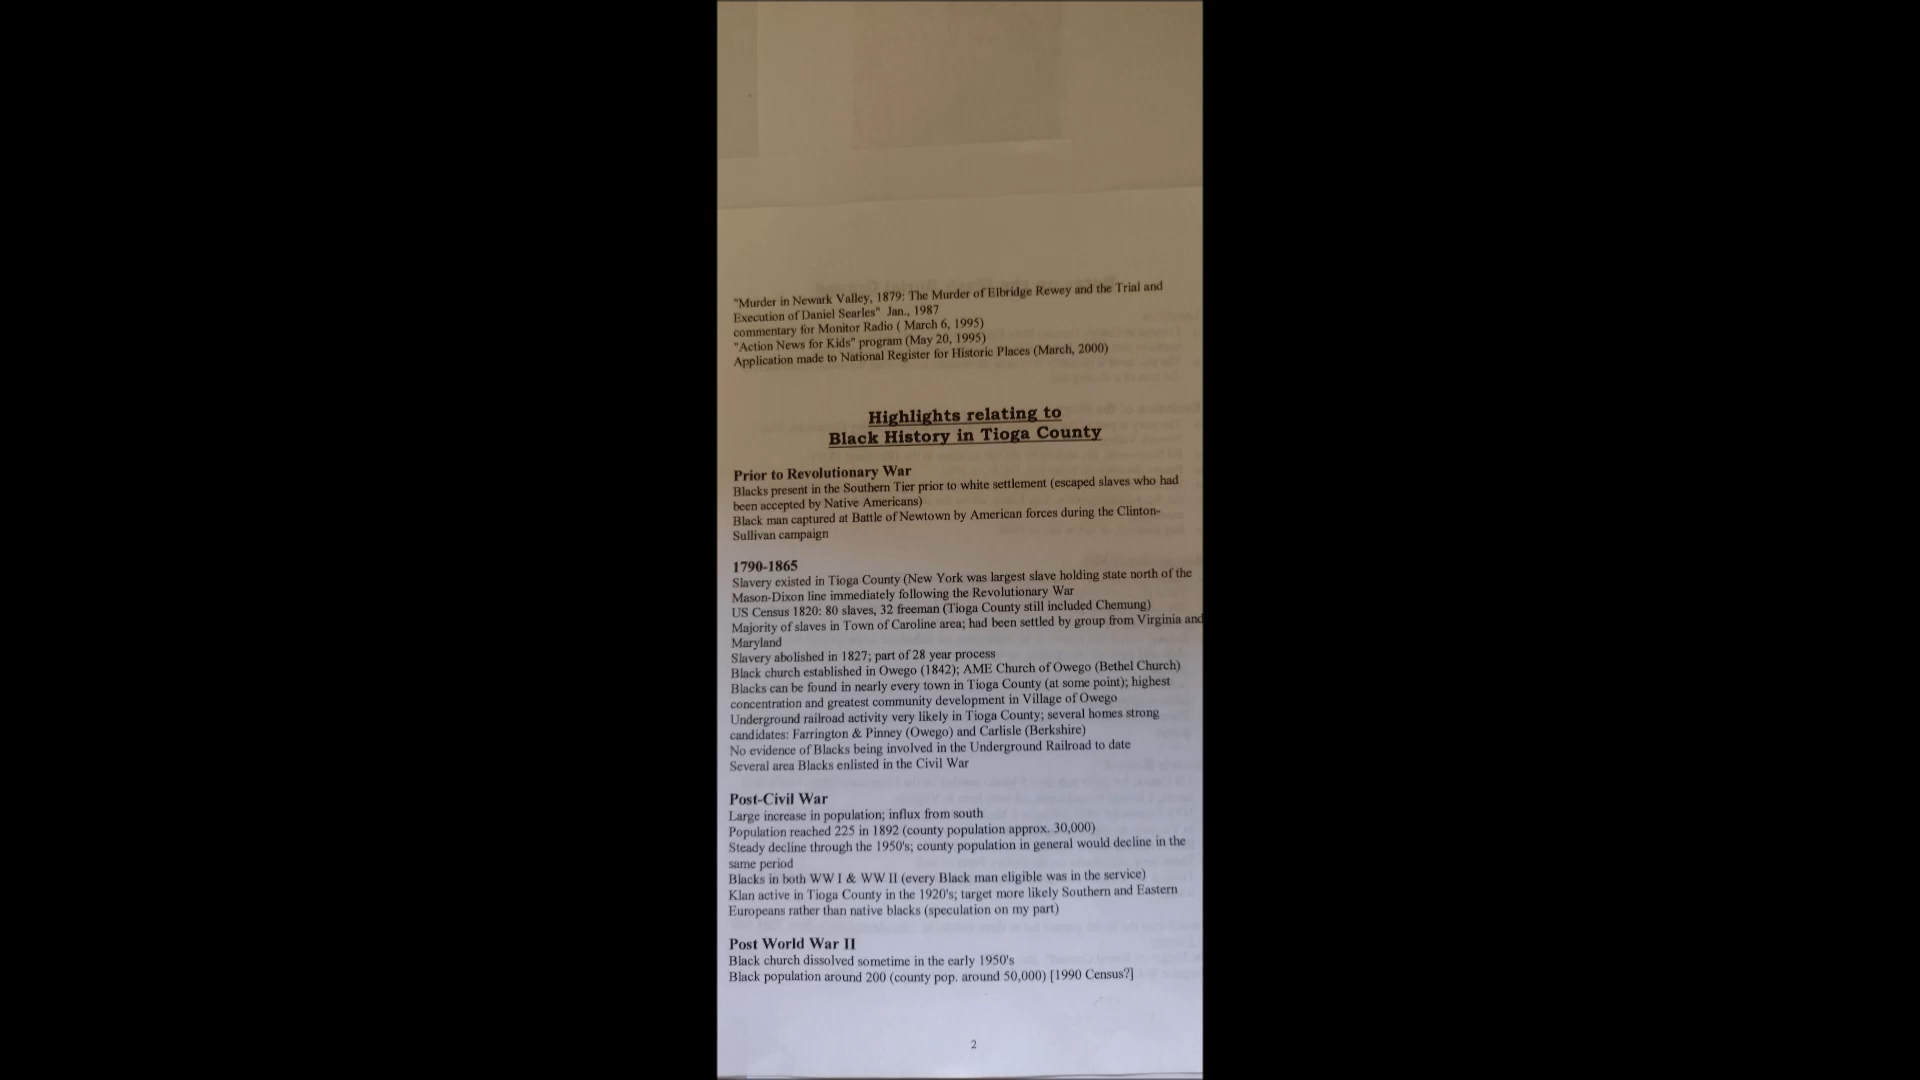 "Murder in Newark Valley, 1879: The Murder of Elbridge Rewey and the Trial and
Execution of Daniel Searles" Jan., 1987
commentary for Monitor Radio ( March 6, 1995)
"Action News for Kids" program (May 20, 1995)
Application made to National Register for Historic Places (March, 2000)
Highlights relating to
Black History in Tioga County
Prior to Revolutionary War
Blacks present in the Southern Tier prior to white settlement (escaped slaves who had
been accepted by Native Americans)
Black man captured at Battle of Newtown by American forces during the Clinton-
Sullivan campaign
1790-1865
Slavery existed in Tioga County (New York was largest slave holding state north of the
Mason-Dixon line immediately following the Revolutionary War
US Census 1820: 80 slaves, 32 freeman (Tioga County still included Chemung)
Majority of slaves in Town of Caroline area; had been settled by group from Virginia and
Maryland
Slavery abolished in 1827; part of 28 year process
Black church established in Owego (1842); AME Church of Owego (Bethel Church)
Blacks can be found in nearly every town in Tioga County (at some point); highest
concentration and greatest community development in Village of Owego
Underground railroad activity very likely in Tioga County; several homes strong
candidates: Farrington & Pinney (Owego) and Carlisle (Berkshire)
No evidence of Blacks being involved in the Underground Railroad to date
Several area Blacks enlisted in the Civil War
Post-Civil War
Large increase in population; influx from south
Population reached 225 in 1892 (county population approx. 30,000)
Steady decline through the 1950's; county population in general would decline in the
same period
Blacks in both WW I & WW II (every Black man eligible was in the service)
Klan active in Tioga County in the 1920's; target more likely Southern and Eastern
Europeans rather than native blacks (speculation on my part)
Post World War II
Black church dissolved sometime in the early 1950's
Black population around 200 (county pop. around 50,000) [1990 Census?]
2